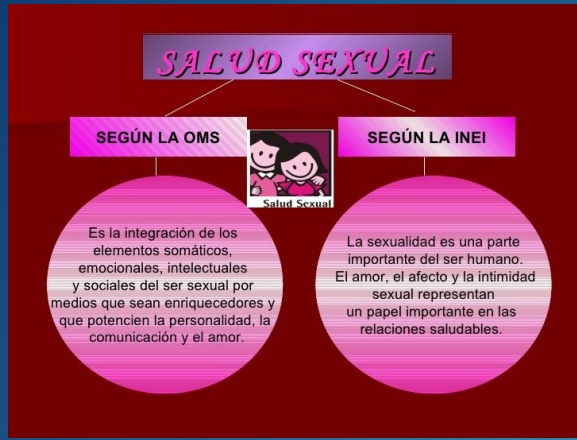 SALUD SEXUAL
SEGÚN LA OMS
Es la integración de los
elementos somáticos,
emocionales, intelectuales
y sociales del ser sexual por
medios que sean enriquecedores y
que potencien la personalidad, la
comunicación y el amor.
Salud Sexual
SEGÚN LA INEI
La sexualidad es una parte
importante del ser humano.
El amor, el afecto y la intimidad
sexual representan
un papel importante en las
relaciones saludables.